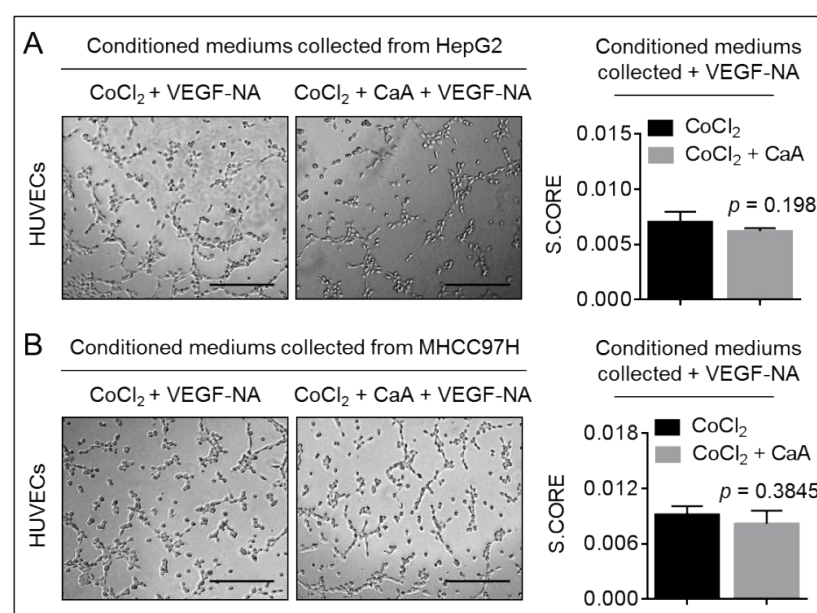 A
Conditioned mediums collected from HepG2
CoCl₂ + VEGF-NA
CoCl₂ + CaA + VEGF-NA
HUVECs
Conditioned mediums
collected + VEGF-NA
CoCl₂
CoCl₂ + CaA
p = 0.198
S.CORE
0.015
0.010
0.005
0.000
B
Conditioned mediums collected from MHCC97H
CoCl₂ + VEGF-NA
CoCl₂ + CaA + VEGF-NA
HUVECs
Conditioned mediums
collected + VEGF-NA
CoCl₂
CoCl₂ + CaA
p = 0.3845
S.CORE
0.018
0.012
0.006
0.000